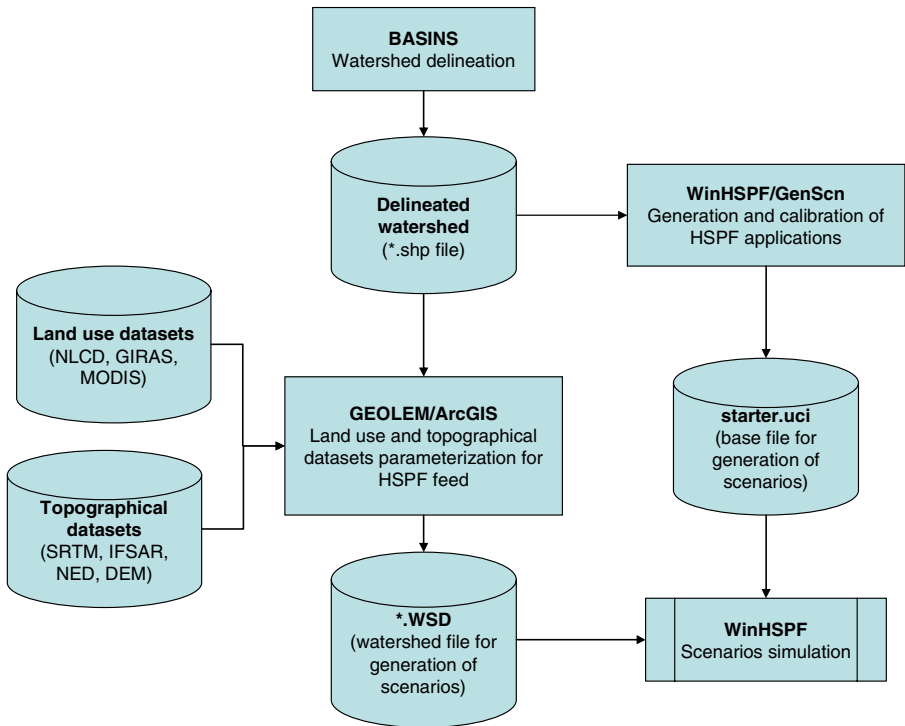 BASINS
Watershed delineation
Delineated
watershed
(*.shp file)
WinHSPF/GenScn
Generation and calibration of
HSPF applications
Land use datasets
(NLCD, GIRAS,
MODIS)
GEOLEM/ArcGIS
Land use and topographical
datasets parameterization for
HSPF feed
starter.uci
(base file for
generation of
scenarios)
Topographical
datasets
(SRTM, IFSAR,
NED, DEM)
*.WSD
(watershed file for
generation of
scenarios)
WinHSPF
Scenarios simulation